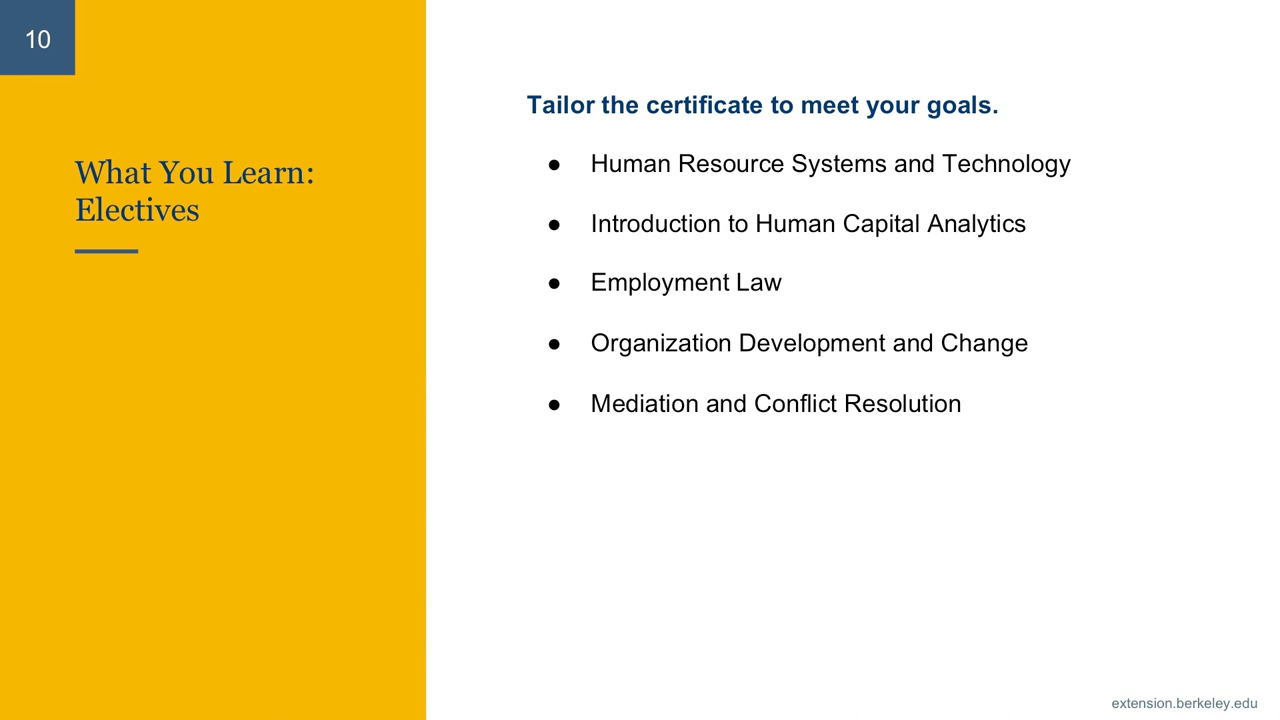 10
What You Learn:
Electives
Tailor the certificate to meet your goals.
● Human Resource Systems and Technology
● Introduction to Human Capital Analytics
● Employment Law
● Organization Development and Change
● Mediation and Conflict Resolution
extension.berkeley.edu